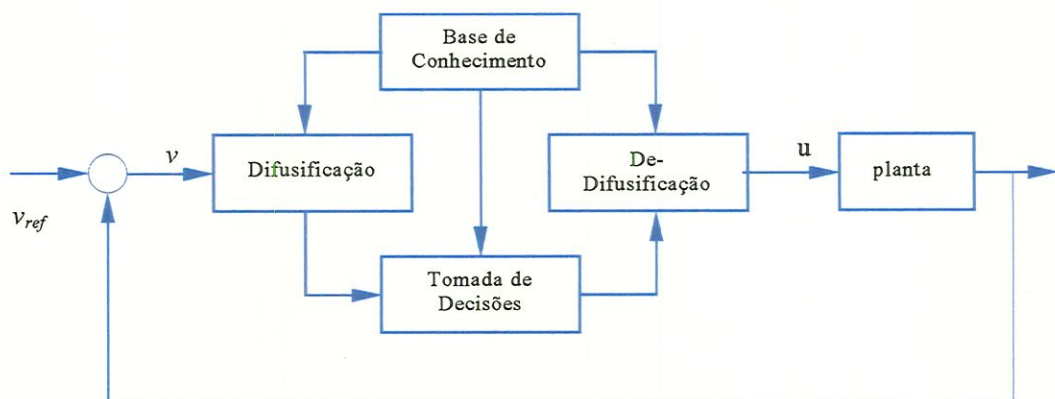 Base de
Conhecimento
v
Difusificação
De-
Difusificação
u
planta
v_ref
Tomada de
Decisões